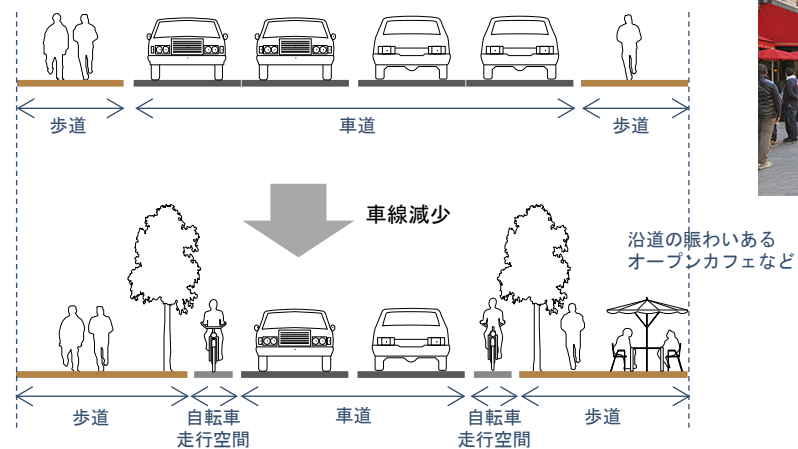 歩道
車道
歩道
車線減少
沿道の賑わいある
オープンカフェなど
歩道
自転車
走行空間
車道
自転車
走行空間
歩道